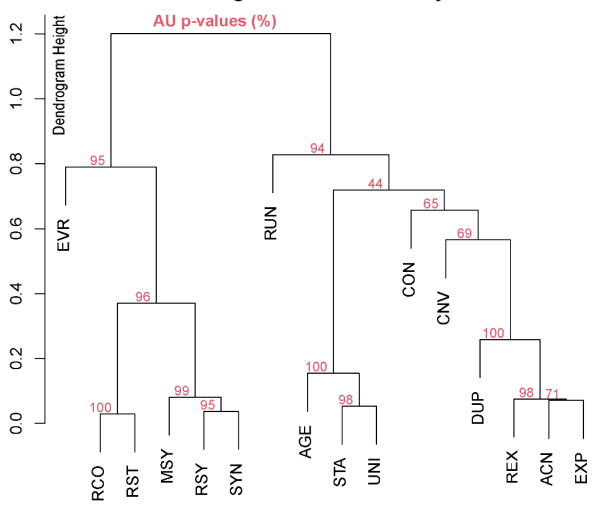 AU p-values (%)
Dendrogram Height
1.2
1.0
0.8
0.6
0.4
0.2
0.0
95
94
44
65
69
96
100
100
99
95
100
98
98
71
EVR
RUN
CON
CNV
DUP
AGE
STA
UNI
REX
ACN
EXP
RCO
RST
MSY
RSY
SYN